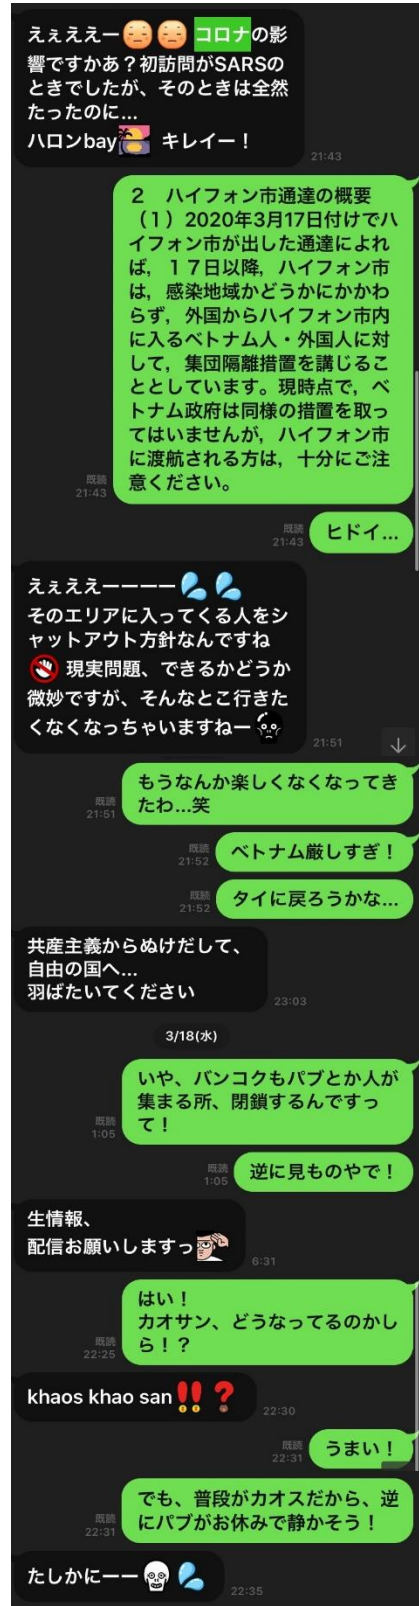 えぇええー コロナの影
響ですかあ？初訪問がSARSの
ときでしたが、そのときは全然
たったのに...
ハロンbay キレイー！
21:43
２　ハイフォン市通達の概要
（１）2020年3月17日付けでハ
イフォン市が出した通達によれ
ば，１７日以降，ハイフォン市
は，感染地域かどうかにかかわ
らず，外国からハイフォン市内
に入るベトナム人・外国人に対
して，集団隔離措置を講じるこ
ととしています。現時点で，ベ
トナム政府は同様の措置を取っ
てはいませんが，ハイフォン市
に渡航される方は，十分にご注
意ください。
既読
21:43
ヒドイ...
既読
21:43
えぇええーーーー
そのエリアに入ってくる人をシ
ャットアウト方針なんですね
現実問題、できるかどうか
微妙ですが、そんなとこ行きた
くなくなっちゃいますねー
21:51
もうなんか楽しくなくなってき
たわ...笑
既読
21:51
ベトナム厳しすぎ！
既読
21:52
タイに戻ろうかな...
既読
21:52
共産主義からぬけだして、
自由の国へ...
羽ばたいてください
23:03
3/18(水)
いや、バンコクもパブとか人が
集まる所、閉鎖するんですっ
て！
既読
1:05
逆に見ものやで！
既読
1:05
生情報、
配信お願いしますっ
6:31
はい！
カオサン、どうなってるのかし
ら！？
既読
22:25
khaos khao san‼️❓
22:30
うまい！
既読
22:31
でも、普段がカオスだから、逆
にパブがお休みで静かそう！
既読
22:31
たしかにーー
22:35